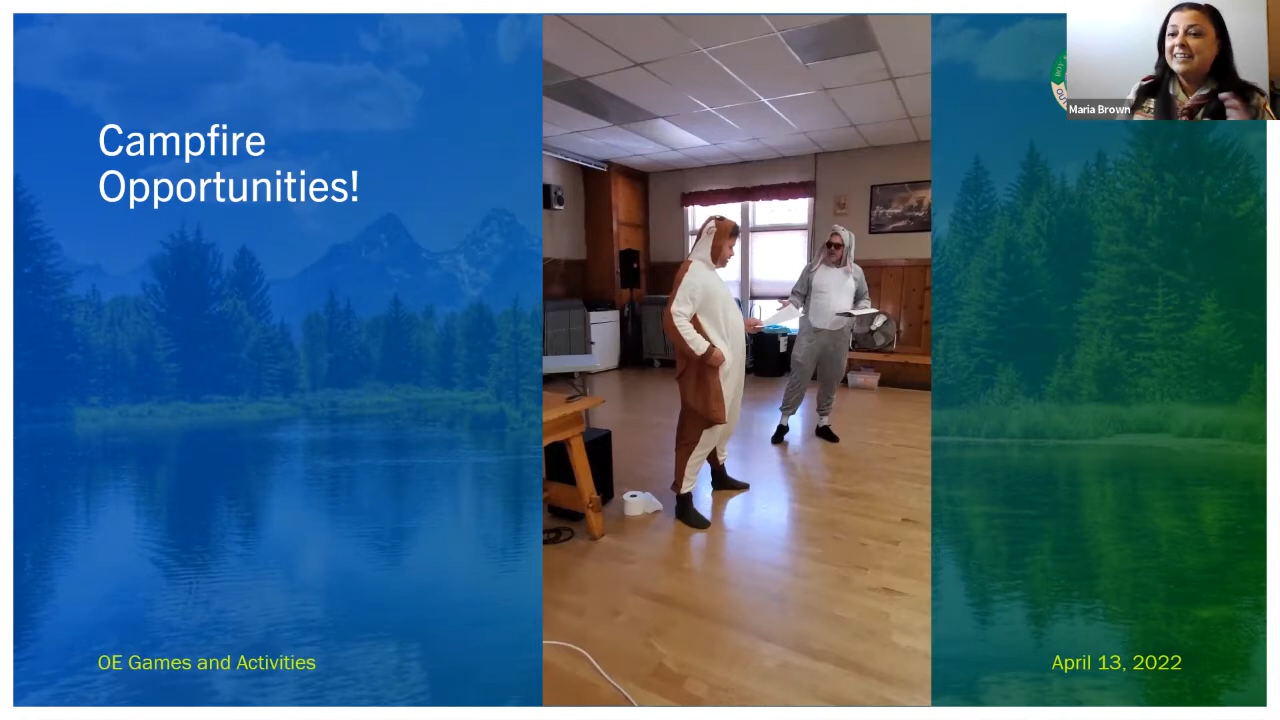 Campfire
Opportunities!
Maria Brown
OE Games and Activities
April 13, 2022